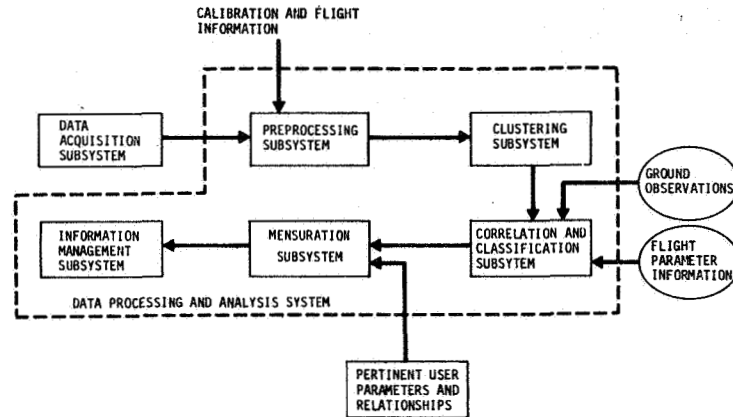 CALIBRATION AND FLIGHT
INFORMATION
DATA
ACQUISITION
SUBSYSTEM
PREPROCESSING
SUBSYSTEM
CLUSTERING
SUBSYSTEM
GROUND
OBSERVATIONS
INFORMATION
MANAGEMENT
SUBSYSTEM
MENSURATION
SUBSYSTEM
CORRELATION AND
CLASSIFICATION
SUBSYTEM
FLIGHT
PARAMETER
INFORMATION
DATA PROCESSING AND ANALYSIS SYSTEM
PERTINENT USER
PARAMETERS AND
RELATIONSHIPS